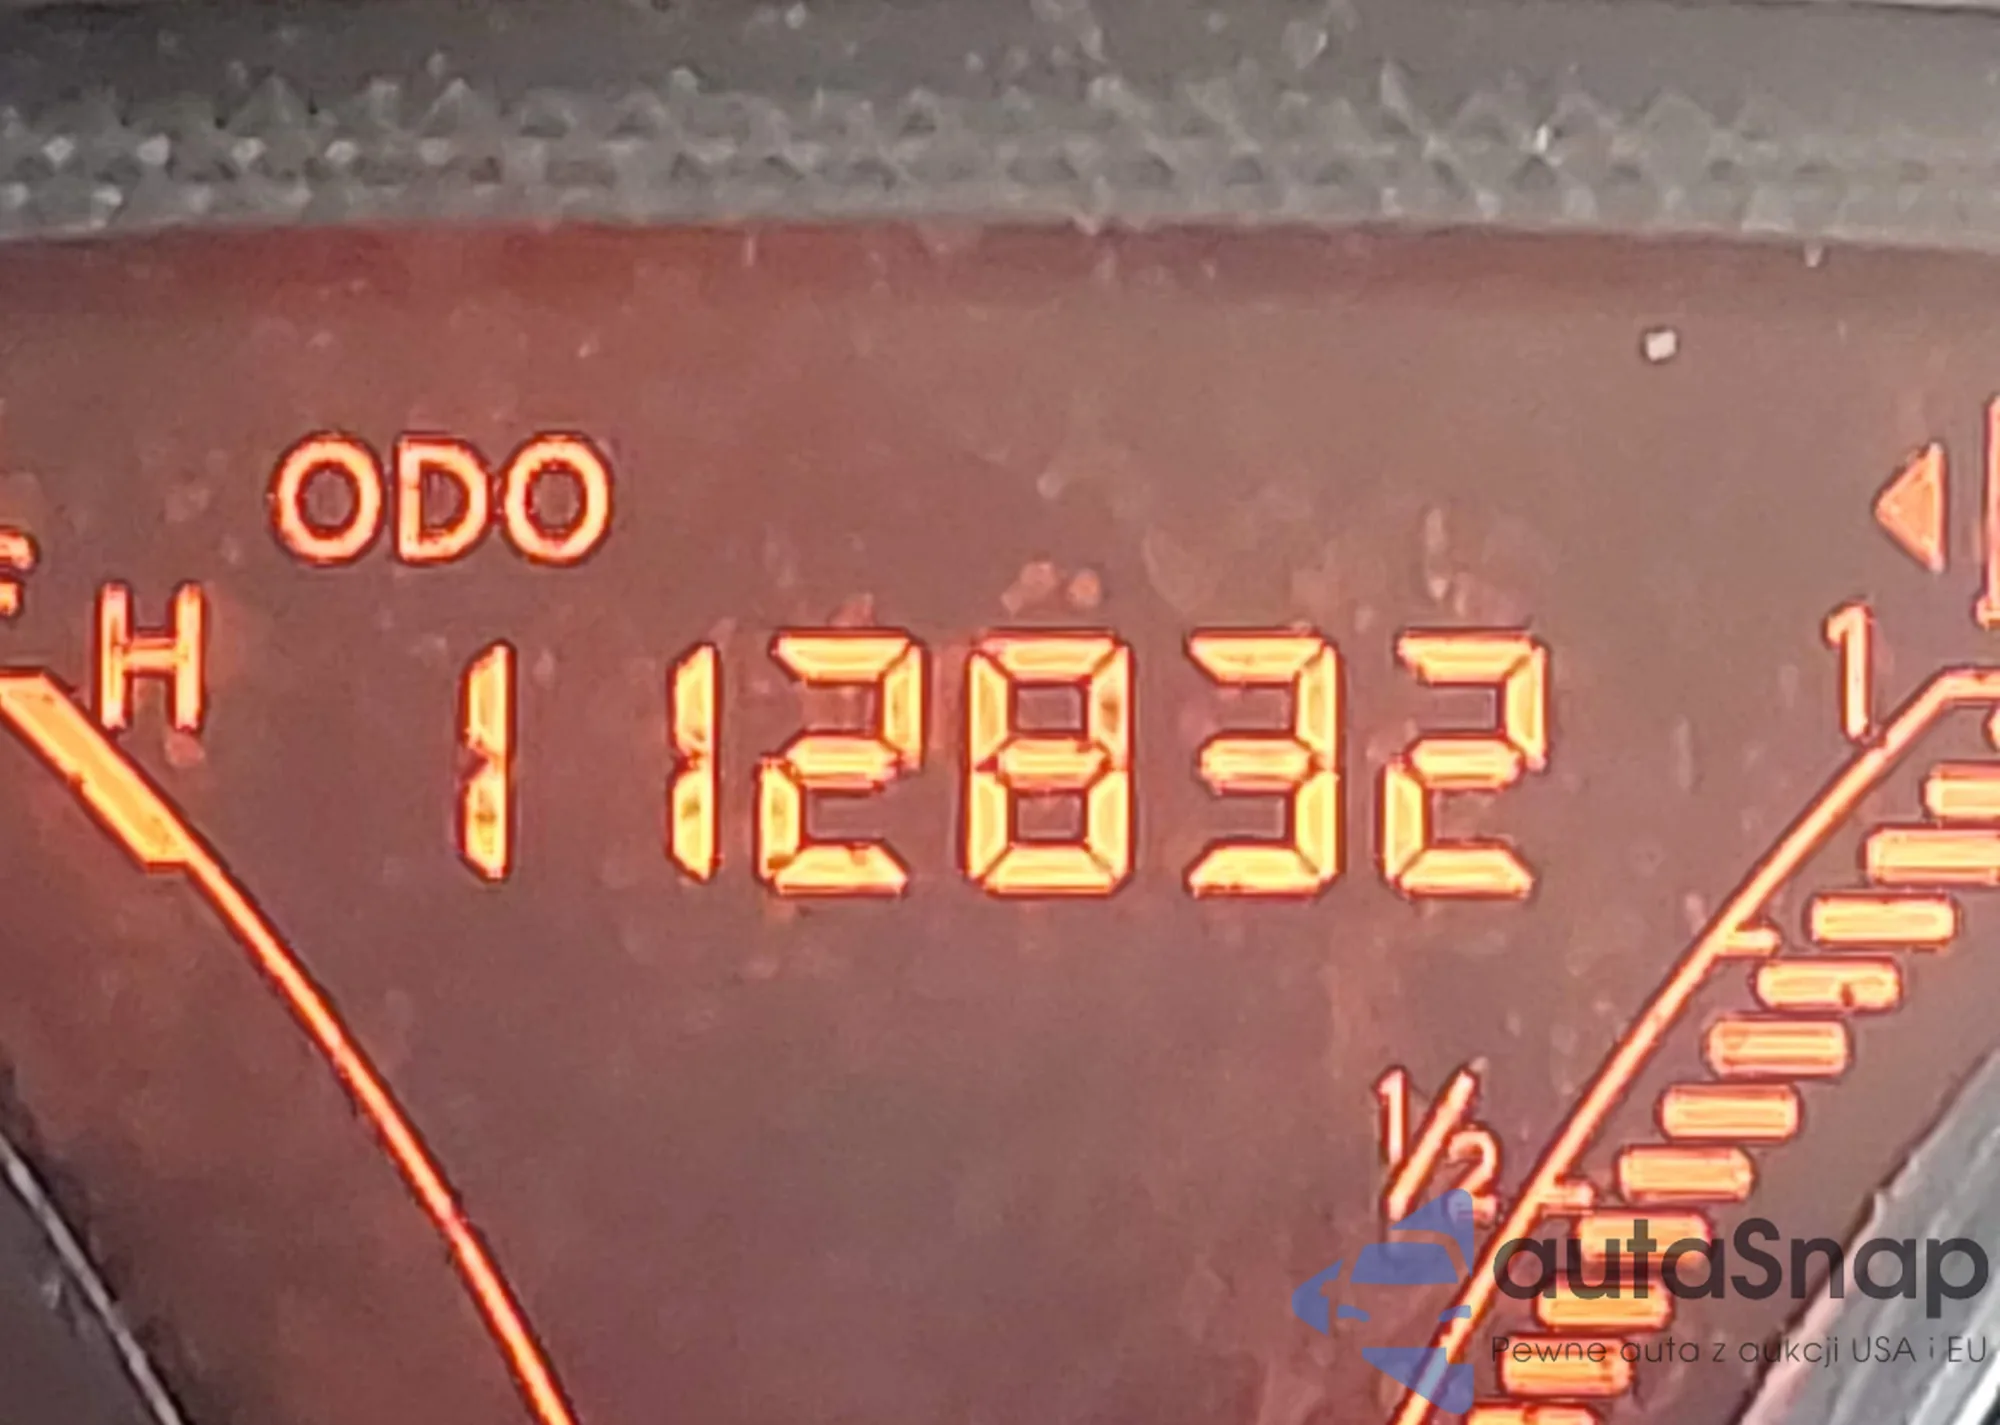 ODO
H
112832
1
1/2
autaSnap
Pewne auta z aukcji USA i EU